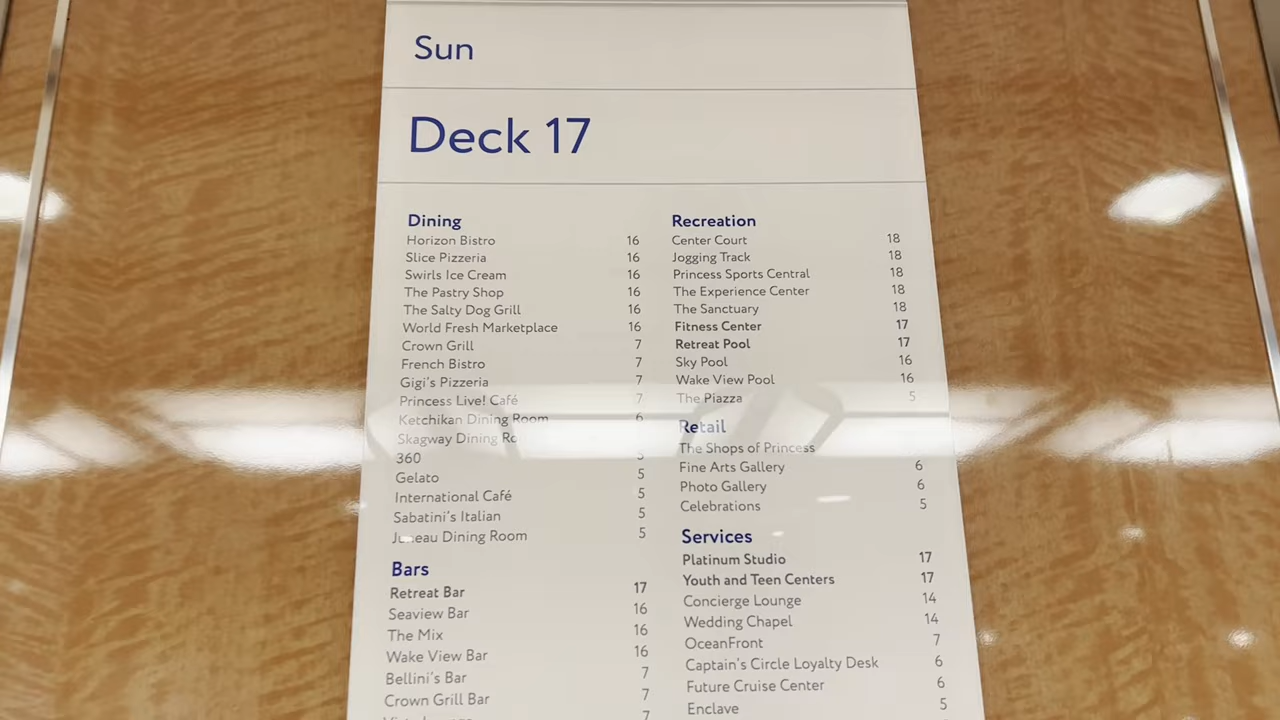 Sun
Deck 17
Dining
Horizon Bistro 16
Slice Pizzeria 16
Swirls Ice Cream 16
The Pastry Shop 16
The Salty Dog Grill 16
World Fresh Marketplace 16
Crown Grill 7
French Bistro 7
Gigi's Pizzeria 7
Princess Live! Café 7
Ketchikan Dining Room 6
Skagway Dining
360 5
Gelato 5
International Café 5
Sabatini's Italian 5
Juneau Dining Room 5
Bars
Retreat Bar 17
Seaview Bar 16
The Mix 16
Wake View Bar 16
Bellini's Bar 7
Crown Grill Bar 7
7
Recreation
Center Court 18
Jogging Track 18
Princess Sports Central 18
The Experience Center 18
The Sanctuary 18
Fitness Center 17
Retreat Pool 17
Sky Pool 16
Wake View Pool 16
The Piazza 5
Retail
The Shops of Princess
Fine Arts Gallery 6
Photo Gallery 6
Celebrations 5
Services
Platinum Studio 17
Youth and Teen Centers 17
Concierge Lounge 14
Wedding Chapel 14
OceanFront 7
Captain's Circle Loyalty Desk 6
Future Cruise Center 6
Enclave 5